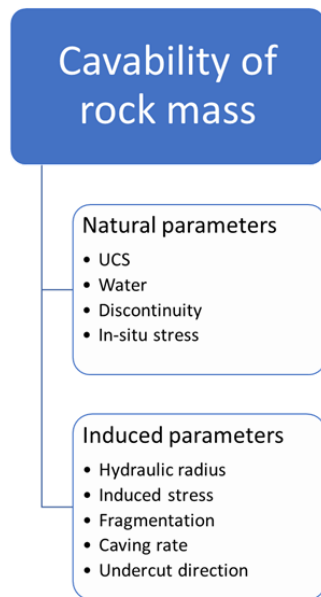 Cavability of
rock mass
Natural parameters
• UCS
• Water
• Discontinuity
• In-situ stress
Induced parameters
• Hydraulic radius
• Induced stress
• Fragmentation
• Caving rate
• Undercut direction